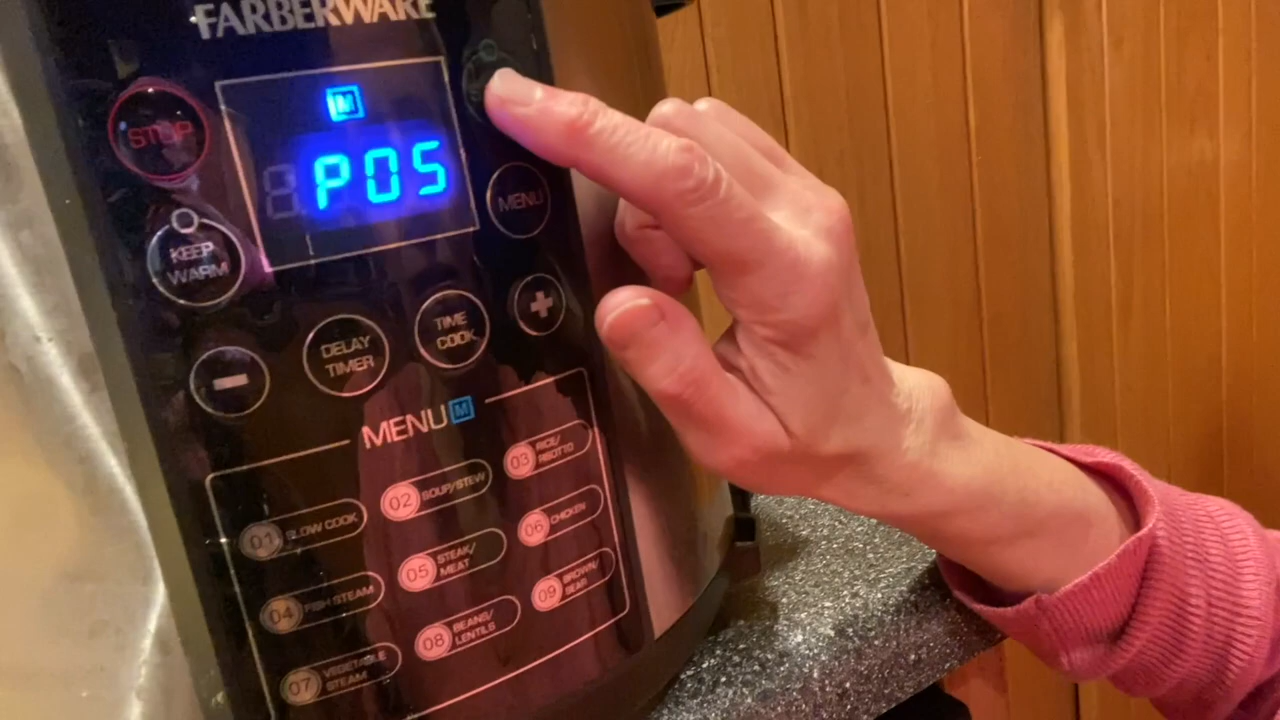 FARBERWARE
M
P05
STOP
MENU
KEEP
WARM
DELAY
TIMER
TIME
COOK
MENU M
01 SLOW COOK
02 SOUP/STEW
03 RICE/
RISOTTO
04 FISH STEAM
05 STEAK/
MEAT
06 CHICKEN
07 VEGETABLE
STEAM
08 BEANS/
LENTILS
09 BROWN/
SEAR